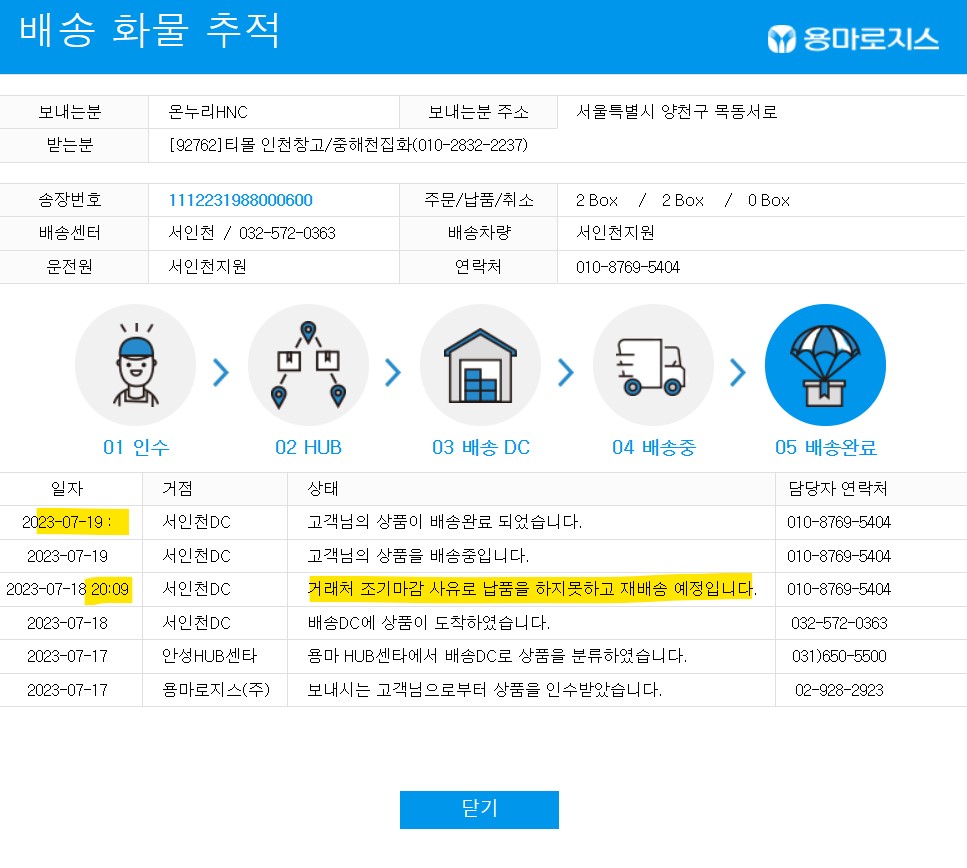 배송 화물 추적
용마로지스
보내는분 온누리HNC 보내는분 주소 서울특별시 양천구 목동서로
받는분 [92762]티몰 인천창고/중해천집화(010-2832-2237)
송장번호 1112231988000600 주문/납품/취소 2 Box / 2 Box / 0 Box
배송센터 서인천 / 032-572-0363 배송차량 서인천지원
운전원 서인천지원 연락처 010-8769-5404
01 인수 02 HUB 03 배송 DC 04 배송중 05 배송완료
일자 거점 상태 담당자 연락처
2023-07-19 : 서인천DC 고객님의 상품이 배송완료 되었습니다. 010-8769-5404
2023-07-19 서인천DC 고객님의 상품을 배송중입니다. 010-8769-5404
2023-07-18 20:09 서인천DC 거래처 조기마감 사유로 납품을 하지못하고 재배송 예정입니다. 010-8769-5404
2023-07-18 서인천DC 배송DC에 상품이 도착하였습니다. 032-572-0363
2023-07-17 안성HUB센타 용마 HUB센타에서 배송DC로 상품을 분류하였습니다. 031)650-5500
2023-07-17 용마로지스(주) 보내시는 고객님으로부터 상품을 인수받았습니다. 02-928-2923
닫기